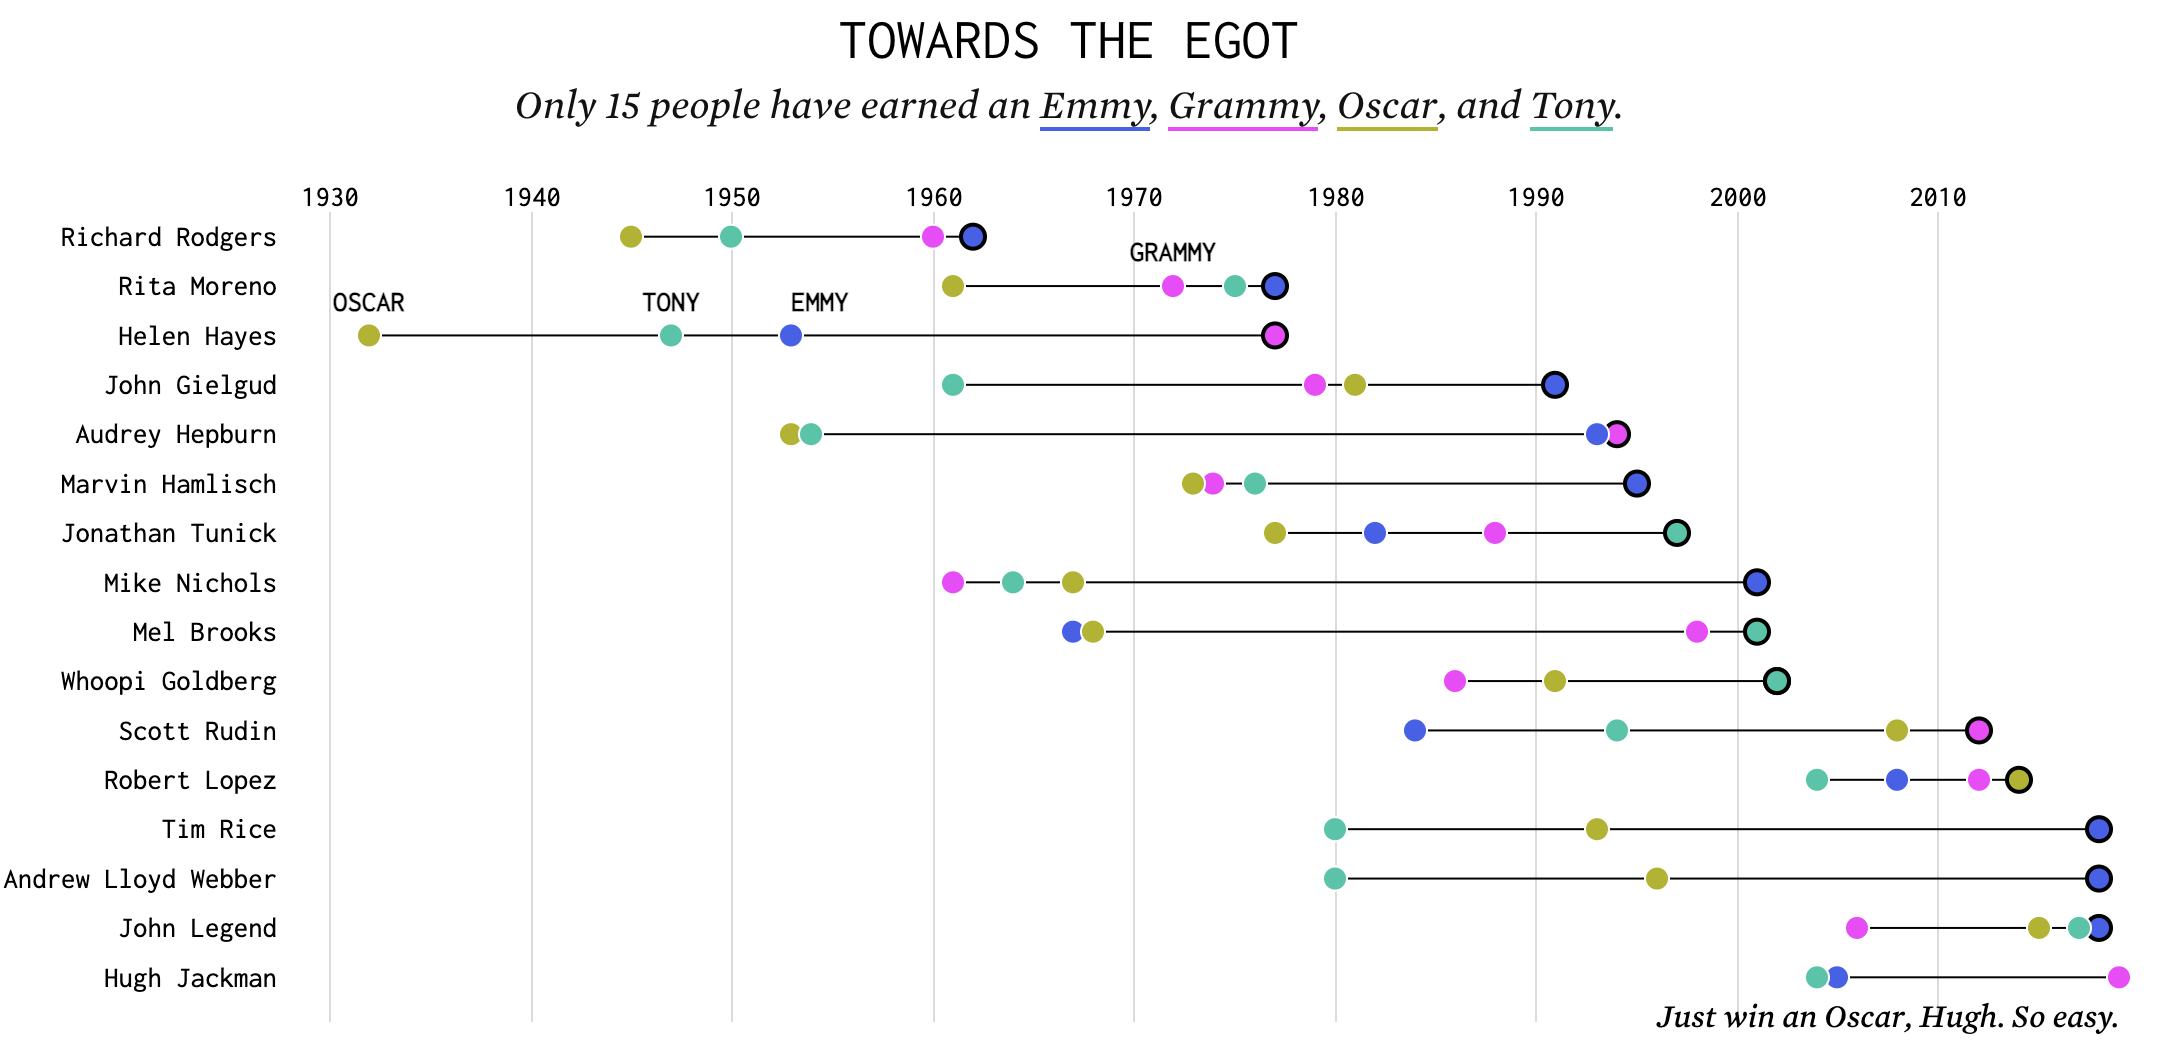 TOWARDS THE EGOT
Only 15 people have earned an Emmy, Grammy, Oscar, and Tony.
1930 1940 1950 1960 1970 1980 1990 2000 2010
Richard Rodgers
GRAMMY
Rita Moreno
OSCAR TONY EMMY
Helen Hayes
John Gielgud
Audrey Hepburn
Marvin Hamlisch
Jonathan Tunick
Mike Nichols
Mel Brooks
Whoopi Goldberg
Scott Rudin
Robert Lopez
Tim Rice
Andrew Lloyd Webber
John Legend
Hugh Jackman
Just win an Oscar, Hugh. So easy.